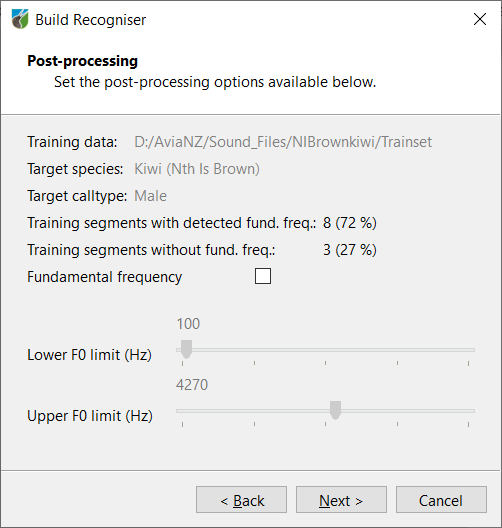 Build Recogniser
Post-processing
Set the post-processing options available below.
Training data: D:/AviaNZ/Sound_Files/NIBrownkiwi/Trainset
Target species: Kiwi (Nth Is Brown)
Target calltype: Male
Training segments with detected fund. freq.: 8 (72 %)
Training segments without fund. freq.: 3 (27 %)
Fundamental frequency
100
Lower F0 limit (Hz)
4270
Upper F0 limit (Hz)
< Back Next > Cancel